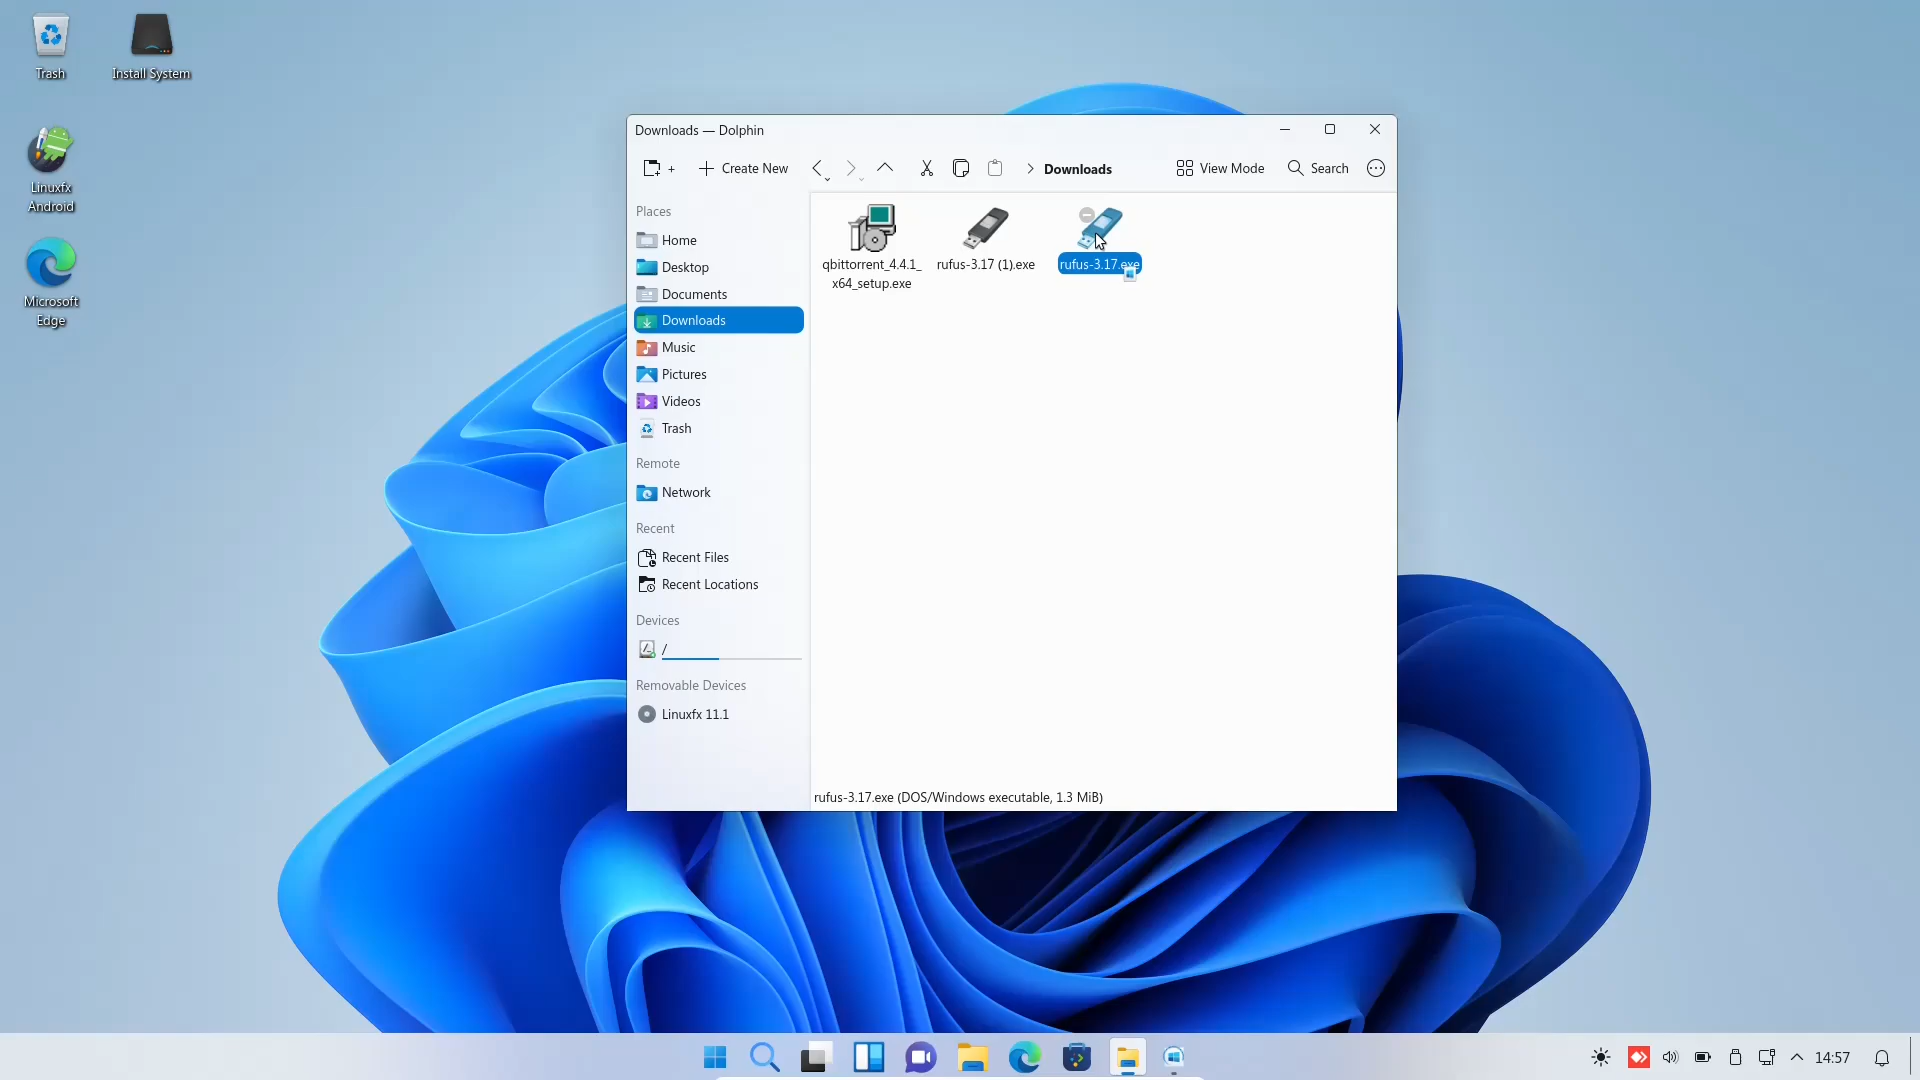 Trash
Install System
Linuxfx
Android
Microsoft
Edge
Downloads — Dolphin
+
Create New
Downloads
View Mode
Search
Places
Home
Desktop
Documents
Downloads
Music
Pictures
Videos
Trash
Remote
Network
Recent
Recent Files
Recent Locations
Devices
/
Removable Devices
Linuxfx 11.1
qbittorrent_4.4.1_
x64_setup.exe
rufus-3.17 (1).exe
rufus-3.17.exe
rufus-3.17.exe (DOS/Windows executable, 1.3 MiB)
14:57